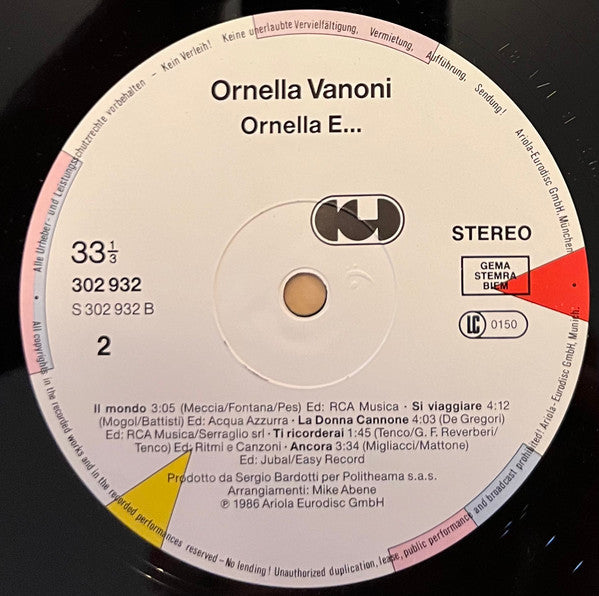 Alle Urheber- und Leistungsschutzrechte vorbehalten - Kein Verleih! Keine unerlaubte Vervielfältigung, Vermietung, Aufführung, Sendung!
Ariola-Eurodisc GmbH, München
Ornella Vanoni
Ornella E...
33 1/3
STEREO
302 932
S 302 932 B
GEMA
STEMRA
BIEM
LC 0150
2
Il mondo 3:05 (Meccia/Fontana/Pes) Ed: RCA Musica · Si viaggiare 4:12
(Mogol/Battisti) Ed: Acqua Azzurra · La Donna Cannone 4:03 (De Gregori)
Ed: RCA Musica/Serraglio srl · Ti ricorderai 1:45 (Tenco/G. F. Reverberi/
Tenco) Ed: Ritmi e Canzoni · Ancora 3:34 (Migliacci/Mattone)
Ed: Jubal/Easy Record
Prodotto da Sergio Bardotti per Politheama s.a.s.
Arrangiamenti: Mike Abene
℗ 1986 Ariola Eurodisc GmbH
All copyrights, in the recorded works and in the recorded performances reserved - No lending! Unauthorized duplication, lease, public performance and broadcast prohibited! Ariola-Eurodisc GmbH, Munich